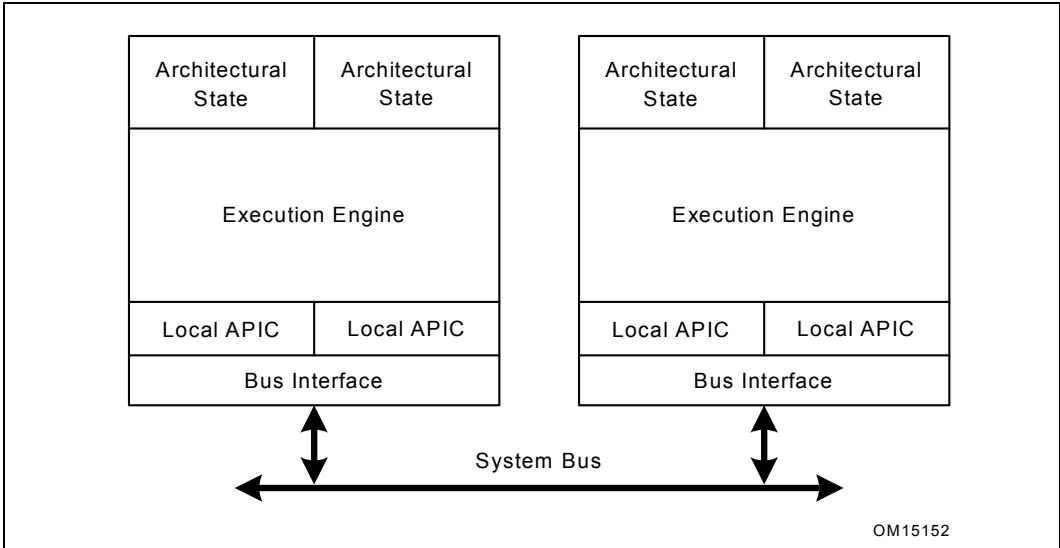 Architectural
State
Architectural
State
Architectural
State
Architectural
State
Execution Engine
Execution Engine
Local APIC
Local APIC
Local APIC
Local APIC
Bus Interface
Bus Interface
System Bus
OM15152